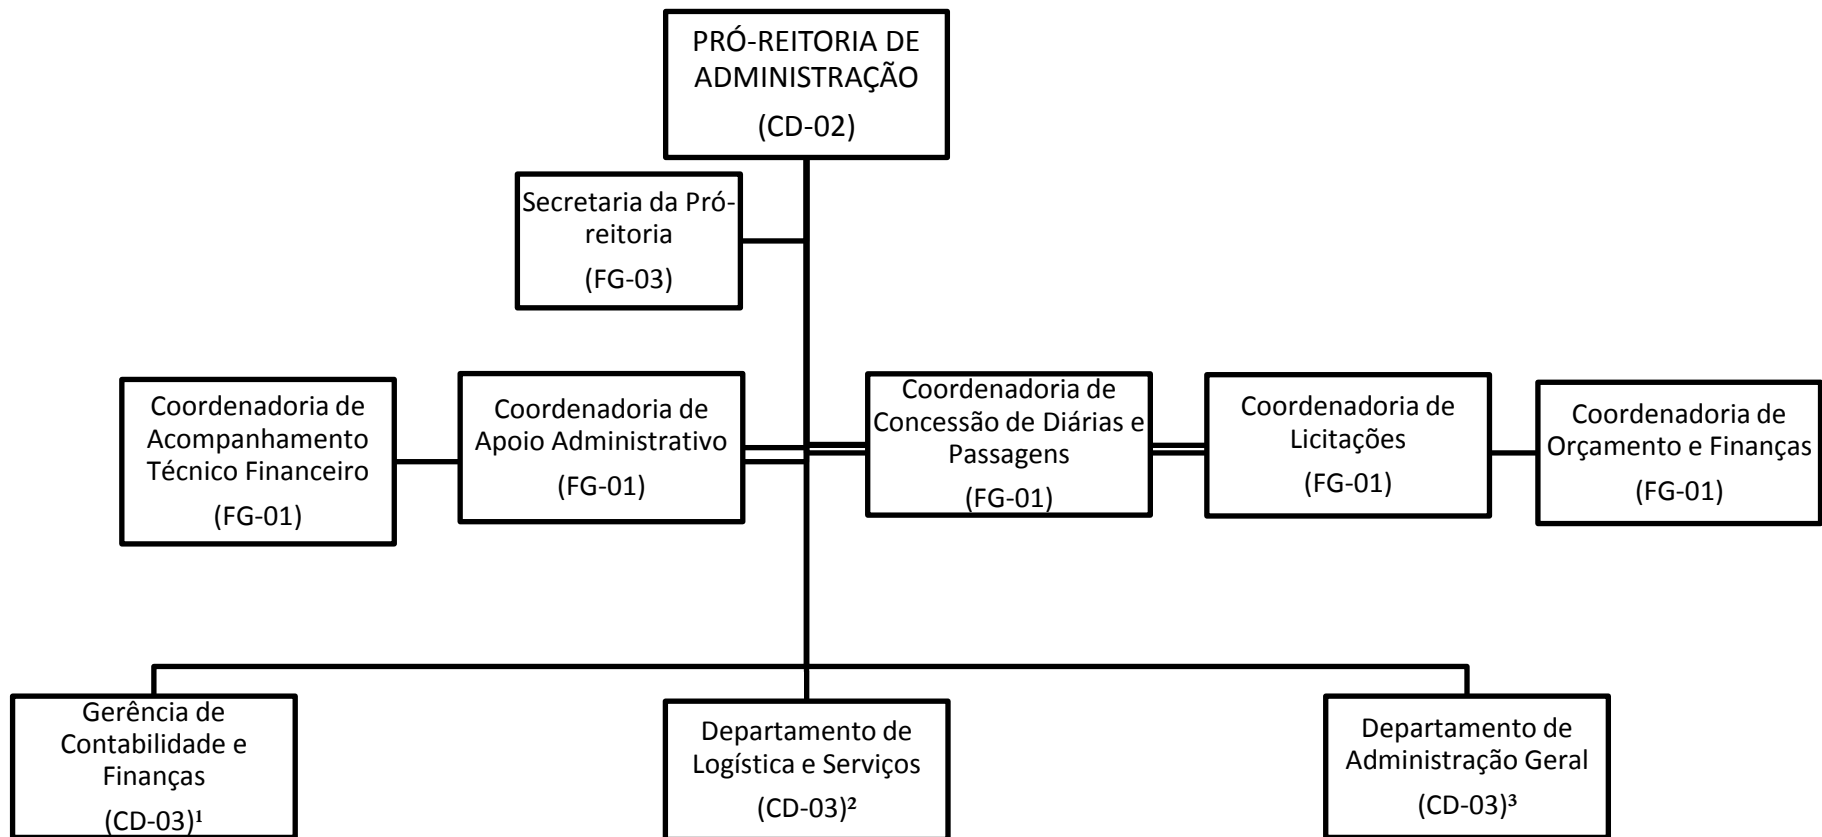 PRÓ-REITORIA DE
ADMINISTRAÇÃO
(CD-02)
Secretaria da Pró-
reitoria
(FG-03)
Coordenadoria de
Acompanhamento
Técnico Financeiro
(FG-01)
Coordenadoria de
Apoio Administrativo
(FG-01)
Coordenadoria de
Concessão de Diárias e
Passagens
(FG-01)
Coordenadoria de
Licitações
(FG-01)
Coordenadoria de
Orçamento e Finanças
(FG-01)
Gerência de
Contabilidade e
Finanças
(CD-03)¹
Departamento de
Logística e Serviços
(CD-03)²
Departamento de
Administração Geral
(CD-03)³